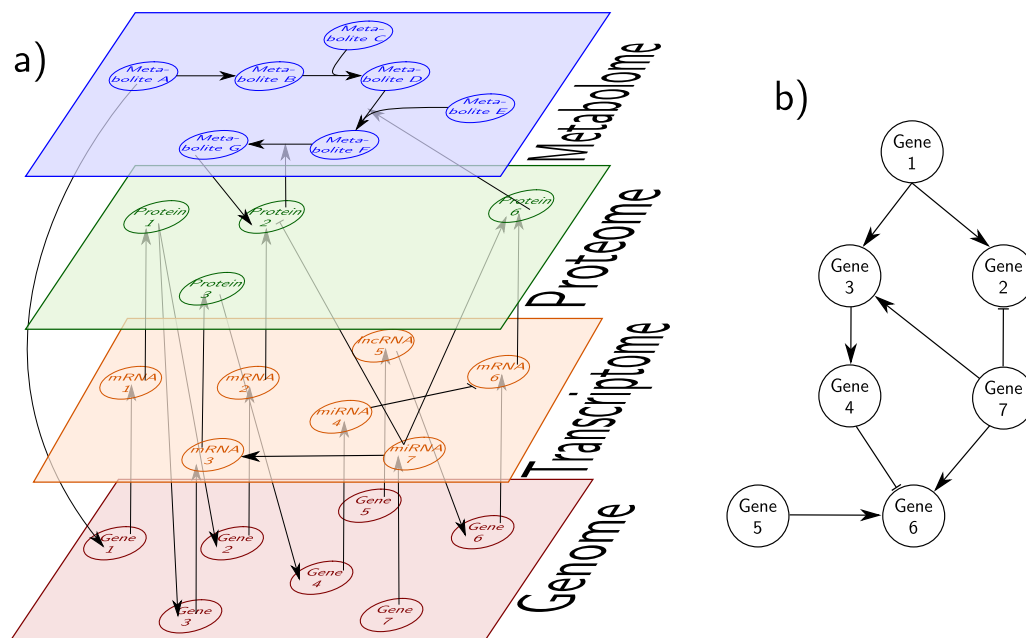 a)
Meta-
bolite C
Meta-
bolite A
Meta-
bolite B
Meta-
bolite D
Meta-
bolite E
Meta-
bolite G
Meta-
bolite F
Metabolome
Protein
1
Protein
2
Protein
6
Protein
3
Proteome
lncRNA
5
mRNA
1
mRNA
2
mRNA
6
miRNA
4
mRNA
3
miRNA
7
Transcriptome
Gene
5
Gene
1
Gene
2
Gene
6
Gene
4
Gene
3
Gene
7
Genome
b)
Gene
1
Gene
3
Gene
2
Gene
4
Gene
7
Gene
5
Gene
6